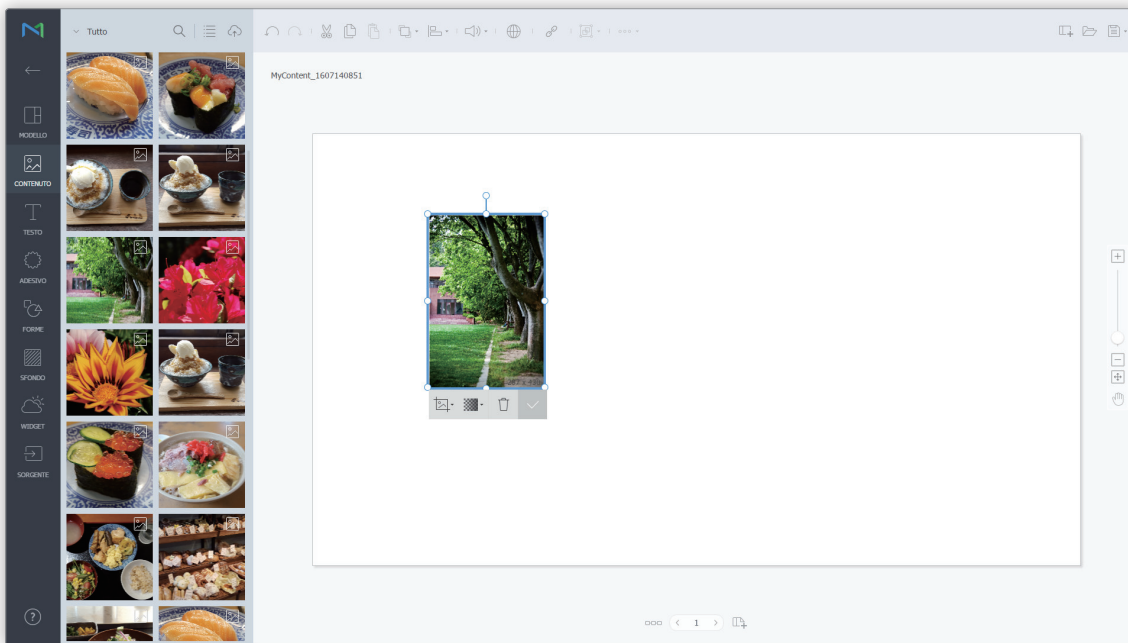 Tutto
MyContent_1607140851
MODELLO
CONTENUTO
TESTO
ADESIVO
FORME
SFONDO
WIDGET
SORGENTE
?
1